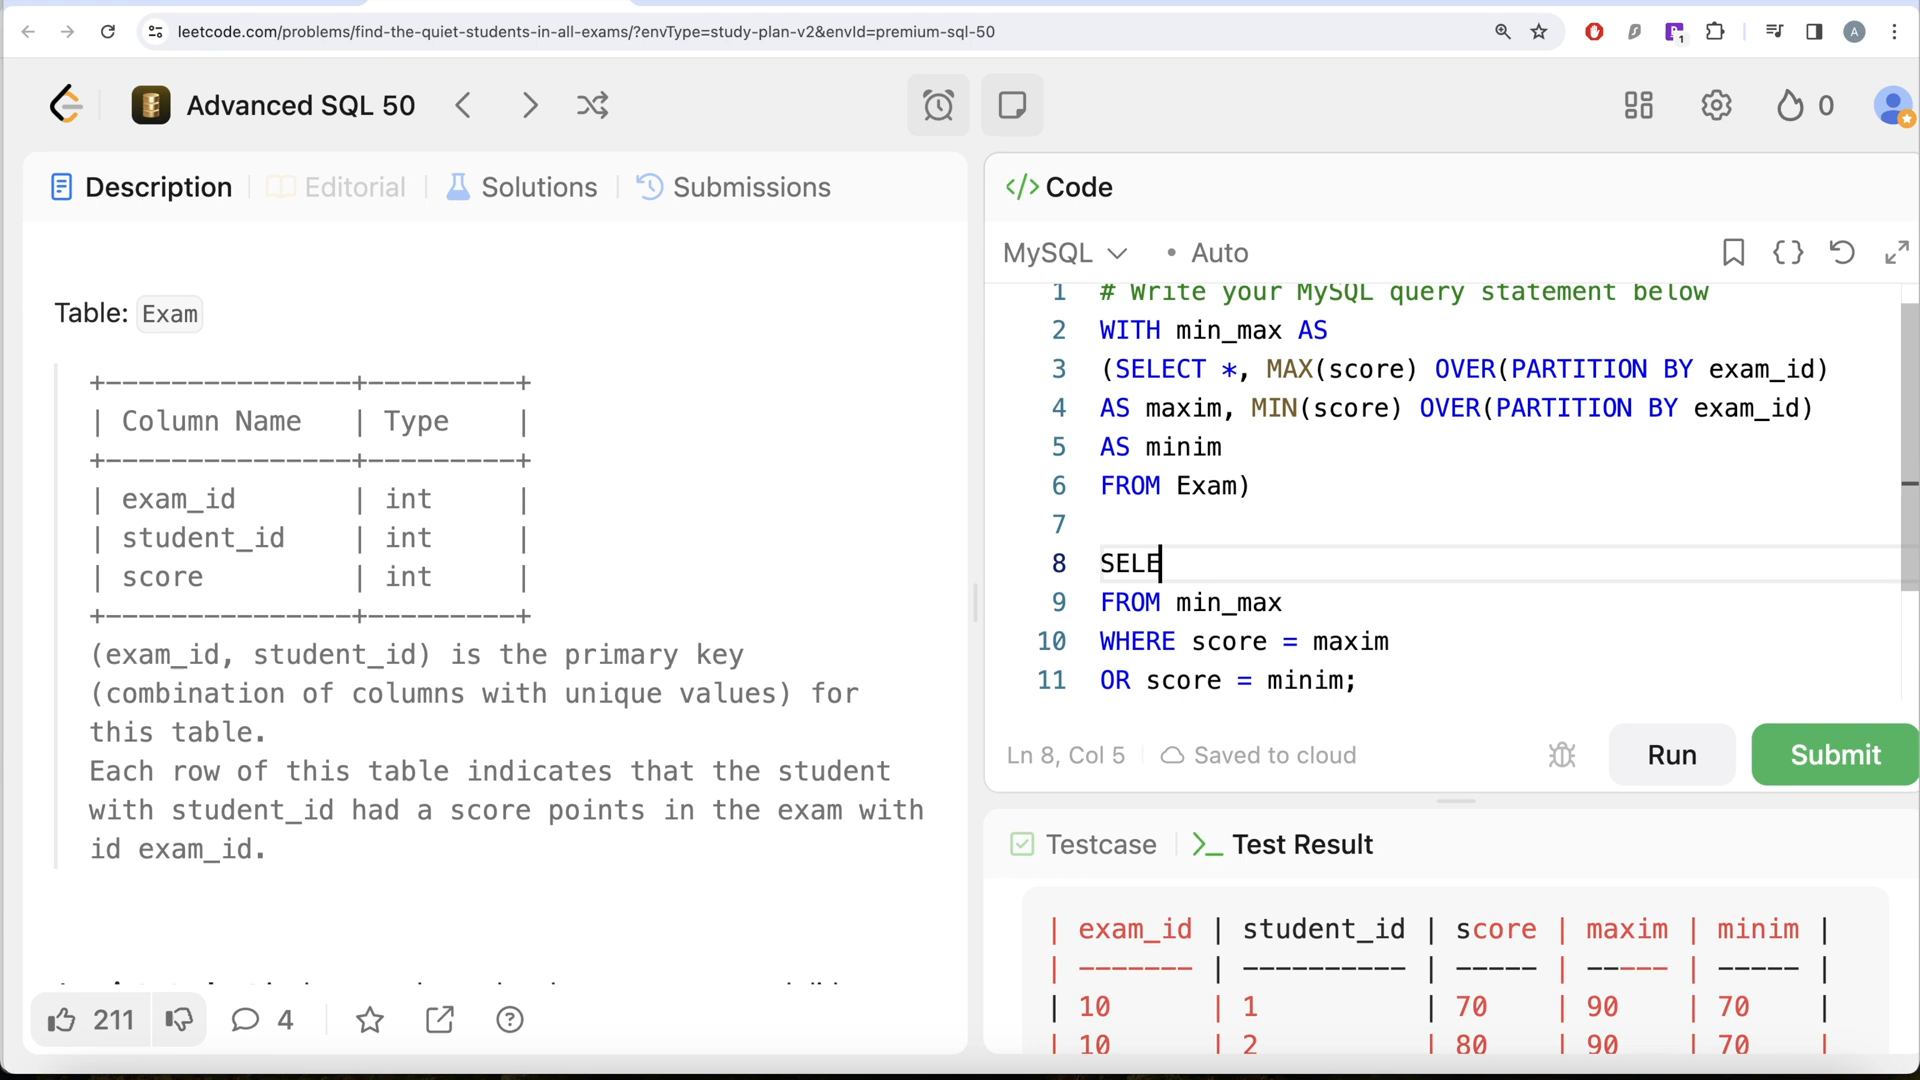 leetcode.com/problems/find-the-quiet-students-in-all-exams/?envType=study-plan-v2&envId=premium-sql-50
1
A
Advanced SQL 50
0
Description
Editorial
Solutions
Submissions
Table: Exam
+---------------+---------+
| Column Name | Type |
+---------------+---------+
| exam_id | int |
| student_id | int |
| score | int |
+---------------+---------+
(exam_id, student_id) is the primary key
(combination of columns with unique values) for
this table.
Each row of this table indicates that the student
with student_id had a score points in the exam with
id exam_id.
211
4
</> Code
MySQL
• Auto
1 # Write your MySQL query statement below
2 WITH min_max AS
3 (SELECT *, MAX(score) OVER(PARTITION BY exam_id)
4 AS maxim, MIN(score) OVER(PARTITION BY exam_id)
5 AS minim
6 FROM Exam)
7
8 SELE
9 FROM min_max
10 WHERE score = maxim
11 OR score = minim;
Ln 8, Col 5
Saved to cloud
Run
Submit
Testcase
>_ Test Result
| exam_id | student_id | score | maxim | minim |
| ------- | ---------- | ----- | ----- | ----- |
| 10 | 1 | 70 | 90 | 70 |
| 10 | 2 | 80 | 90 | 70 |